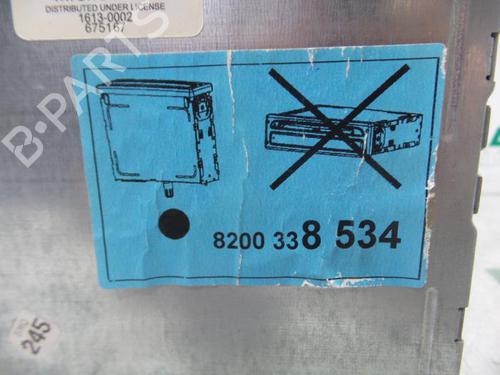 DISTRIBUTED UNDER LICENSE
1613-0002
675167
B-PARTS
8200 338 534
245